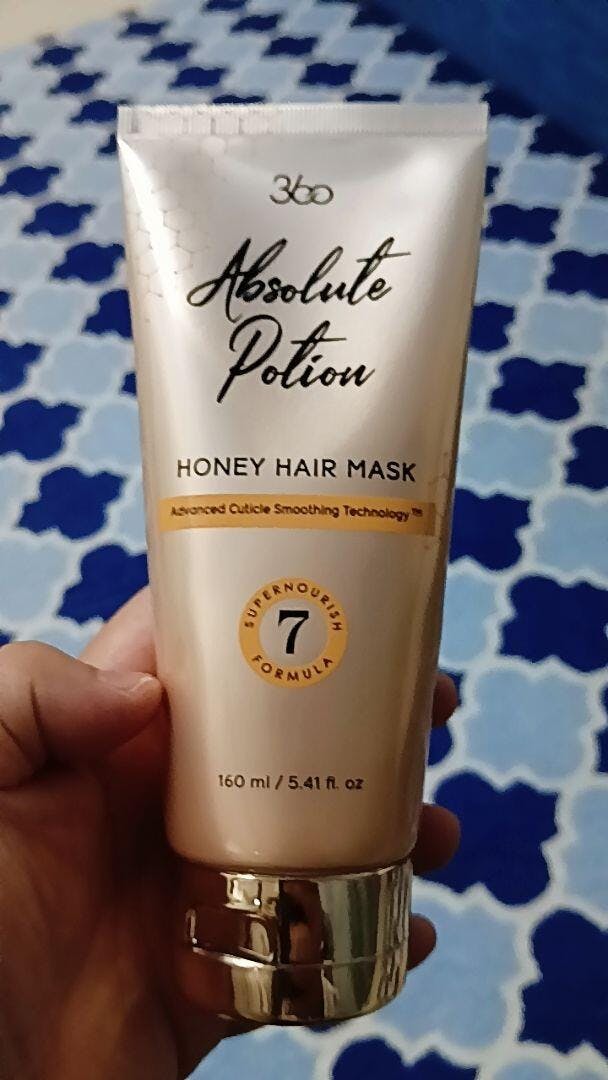 360
Absolute
Potion
HONEY HAIR MASK
Advanced Cuticle Smoothing Technology™
SUPERNOURISH
7
FORMULA
160 ml / 5.41 fl. oz